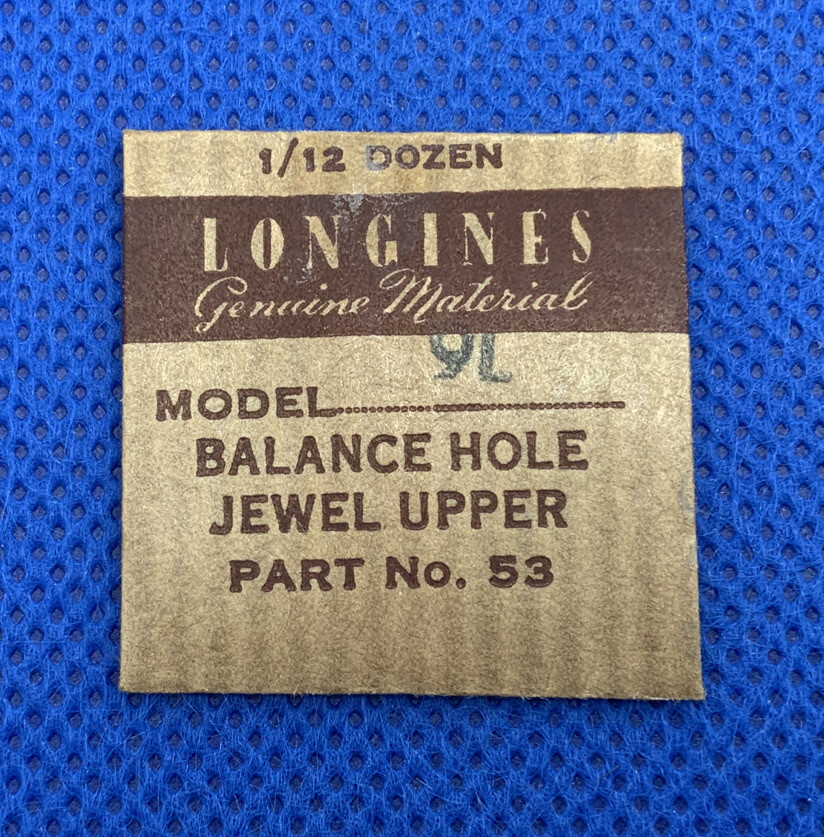 1/12 DOZEN
LONGINES
Genuine Material
9L
MODEL
BALANCE HOLE
JEWEL UPPER
PART No. 53